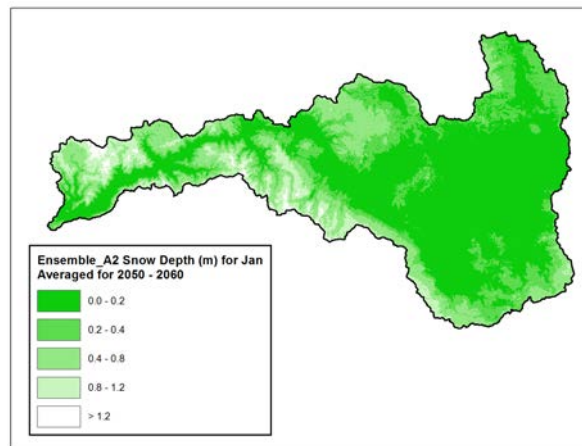 Ensemble_A2 Snow Depth (m) for Jan
Averaged for 2050 - 2060
0.0 - 0.2
0.2 - 0.4
0.4 - 0.8
0.8 - 1.2
> 1.2